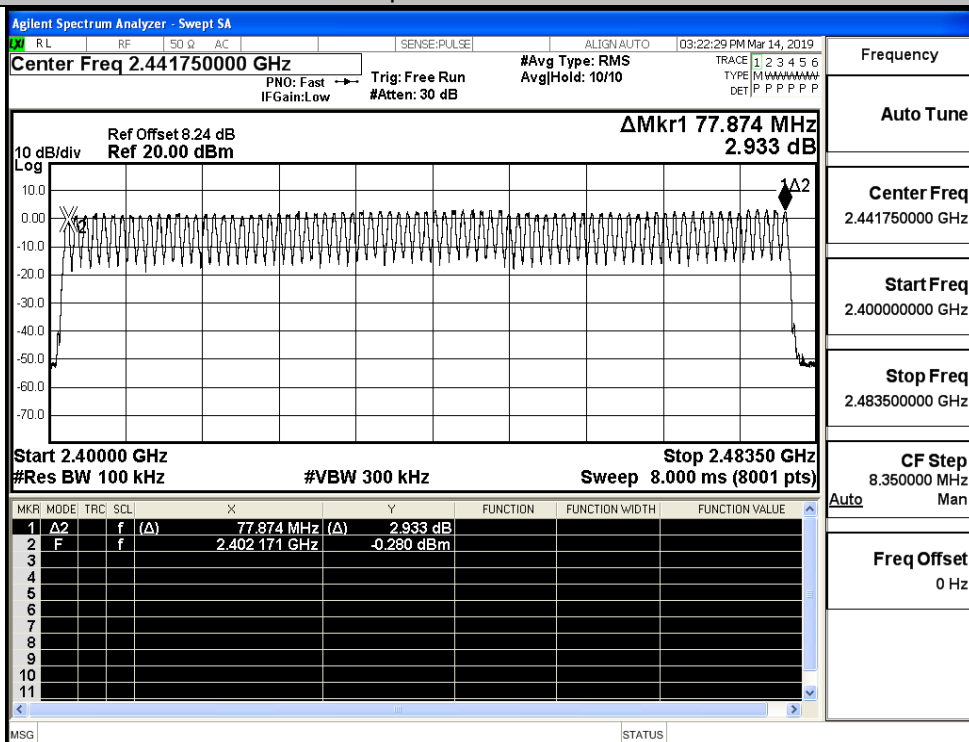 Agilent Spectrum Analyzer - Swept SA
LXI RL RF 50 Ω AC SENSE:PULSE ALIGN AUTO 03:22:29 PM Mar 14, 2019
Center Freq 2.441750000 GHz
PNO: Fast
IFGain:Low
Trig: Free Run
#Atten: 30 dB
#Avg Type: RMS
Avg|Hold: 10/10
TRACE 1 2 3 4 5 6
TYPE M W W W W W
DET P P P P P P
ΔMkr1 77.874 MHz
2.933 dB
Ref Offset 8.24 dB
10 dB/div Ref 20.00 dBm
Log
10.0
0.00
-10.0
-20.0
-30.0
-40.0
-50.0
-60.0
-70.0
1Δ2
2
Start 2.40000 GHz Stop 2.48350 GHz
#Res BW 100 kHz #VBW 300 kHz Sweep 8.000 ms (8001 pts)
MKR MODE TRC SCL X Y FUNCTION FUNCTION WIDTH FUNCTION VALUE
1 Δ2 f (Δ) 77.874 MHz (Δ) 2.933 dB
2 F f 2.402 171 GHz -0.280 dBm
3
4
5
6
7
8
9
10
11
MSG STATUS
Frequency
Auto Tune
Center Freq
2.441750000 GHz
Start Freq
2.400000000 GHz
Stop Freq
2.483500000 GHz
CF Step
8.350000 MHz
Auto Man
Freq Offset
0 Hz